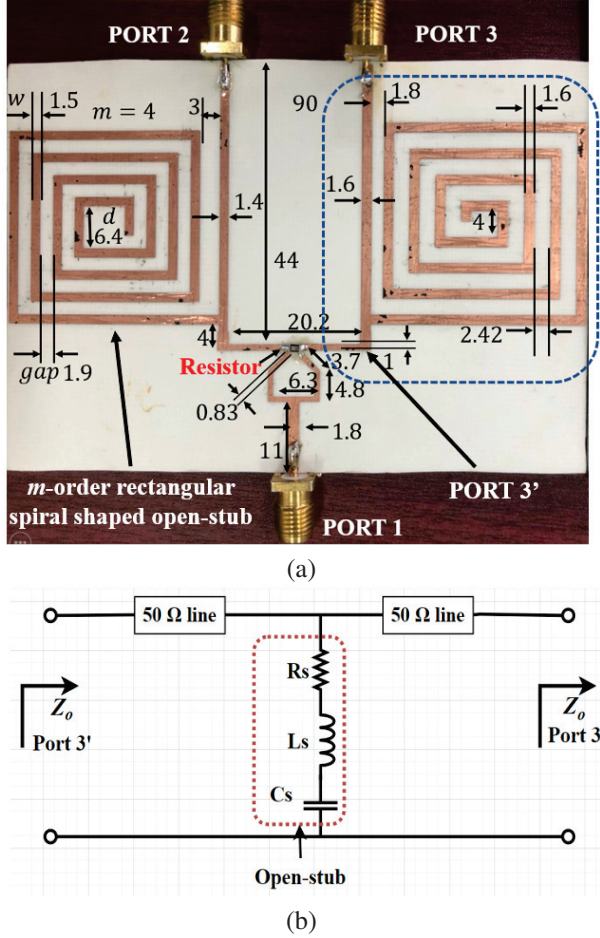 PORT 2
PORT 3
w
1.5
m = 4
3
90
1.8
1.6
d
6.4
1.4
1.6
4
44
20.2
4
2.42
Resistor
3.7
1
gap 1.9
6.3
4.8
0.83
1.8
11
m-order rectangular
spiral shaped open-stub
PORT 3’
PORT 1
(a)
50 Ω line
50 Ω line
Rs
Zo
Port 3'
Zo
Port 3
Ls
Cs
Open-stub
(b)